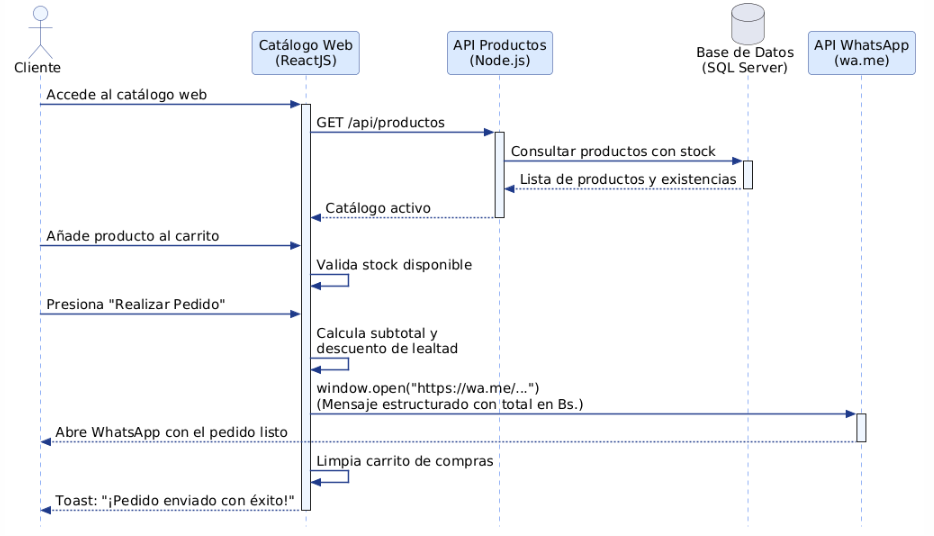 Cliente
Catálogo Web
(ReactJS)
API Productos
(Node.js)
Base de Datos
(SQL Server)
API WhatsApp
(wa.me)
Accede al catálogo web
GET /api/productos
Consultar productos con stock
Lista de productos y existencias
Catálogo activo
Añade producto al carrito
Valida stock disponible
Presiona "Realizar Pedido"
Calcula subtotal y
descuento de lealtad
window.open("https://wa.me/...")
(Mensaje estructurado con total en Bs.)
Abre WhatsApp con el pedido listo
Limpia carrito de compras
Toast: "¡Pedido enviado con éxito!"